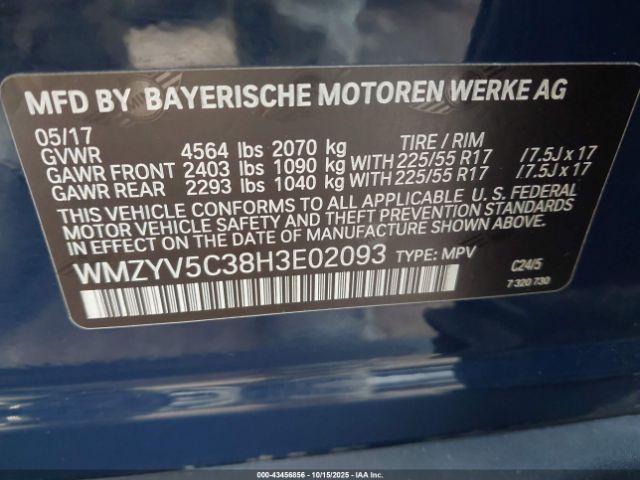 MFD BY BAYERISCHE MOTOREN WERKE AG
05/17 TIRE / RIM
GVWR 4564 lbs 2070 kg
GAWR FRONT 2403 lbs 1090 kg WITH 225/55 R17 /7.5J x 17
GAWR REAR 2293 lbs 1040 kg WITH 225/55 R17 /7.5J x 17
THIS VEHICLE CONFORMS TO ALL APPLICABLE U. S. FEDERAL
MOTOR VEHICLE SAFETY AND THEFT PREVENTION STANDARDS
IN EFFECT ON THE DATE OF MANUFACTURE SHOWN ABOVE.
WMZYV5C38H3E02093 TYPE: MPV C24/5
7 320 730
000-43456856 | 10/15/2025 | IAAI.COM